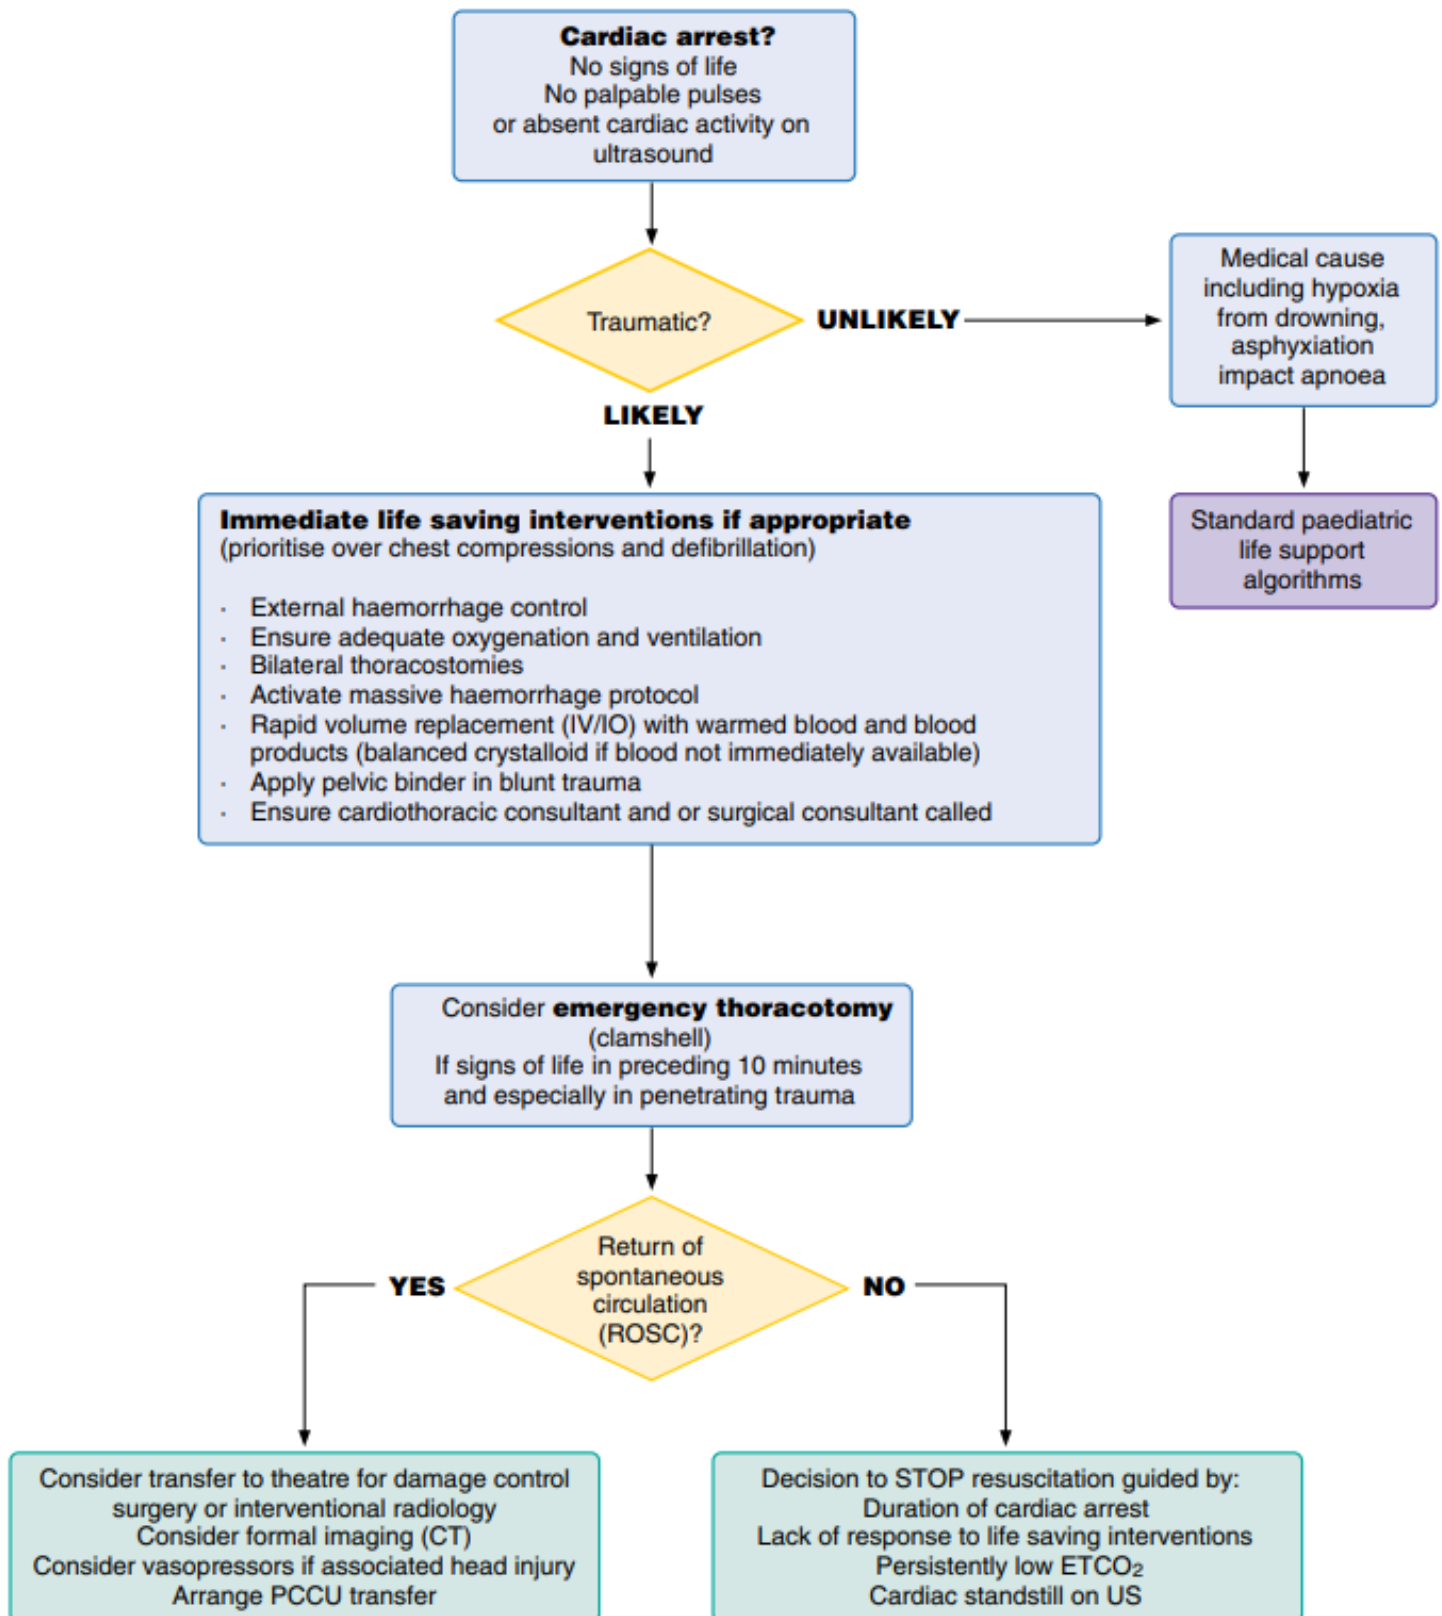 Cardiac arrest?
No signs of life
No palpable pulses
or absent cardiac activity on
ultrasound
Traumatic?
UNLIKELY
Medical cause
including hypoxia
from drowning,
asphyxiation
impact apnoea
LIKELY
Standard paediatric
life support
algorithms
Immediate life saving interventions if appropriate
(prioritise over chest compressions and defibrillation)
· External haemorrhage control
· Ensure adequate oxygenation and ventilation
· Bilateral thoracostomies
· Activate massive haemorrhage protocol
· Rapid volume replacement (IV/IO) with warmed blood and blood
products (balanced crystalloid if blood not immediately available)
· Apply pelvic binder in blunt trauma
· Ensure cardiothoracic consultant and or surgical consultant called
Consider emergency thoracotomy
(clamshell)
If signs of life in preceding 10 minutes
and especially in penetrating trauma
Return of
spontaneous
circulation
(ROSC)?
YES
NO
Consider transfer to theatre for damage control
surgery or interventional radiology
Consider formal imaging (CT)
Consider vasopressors if associated head injury
Arrange PCCU transfer
Decision to STOP resuscitation guided by:
Duration of cardiac arrest
Lack of response to life saving interventions
Persistently low ETCO₂
Cardiac standstill on US